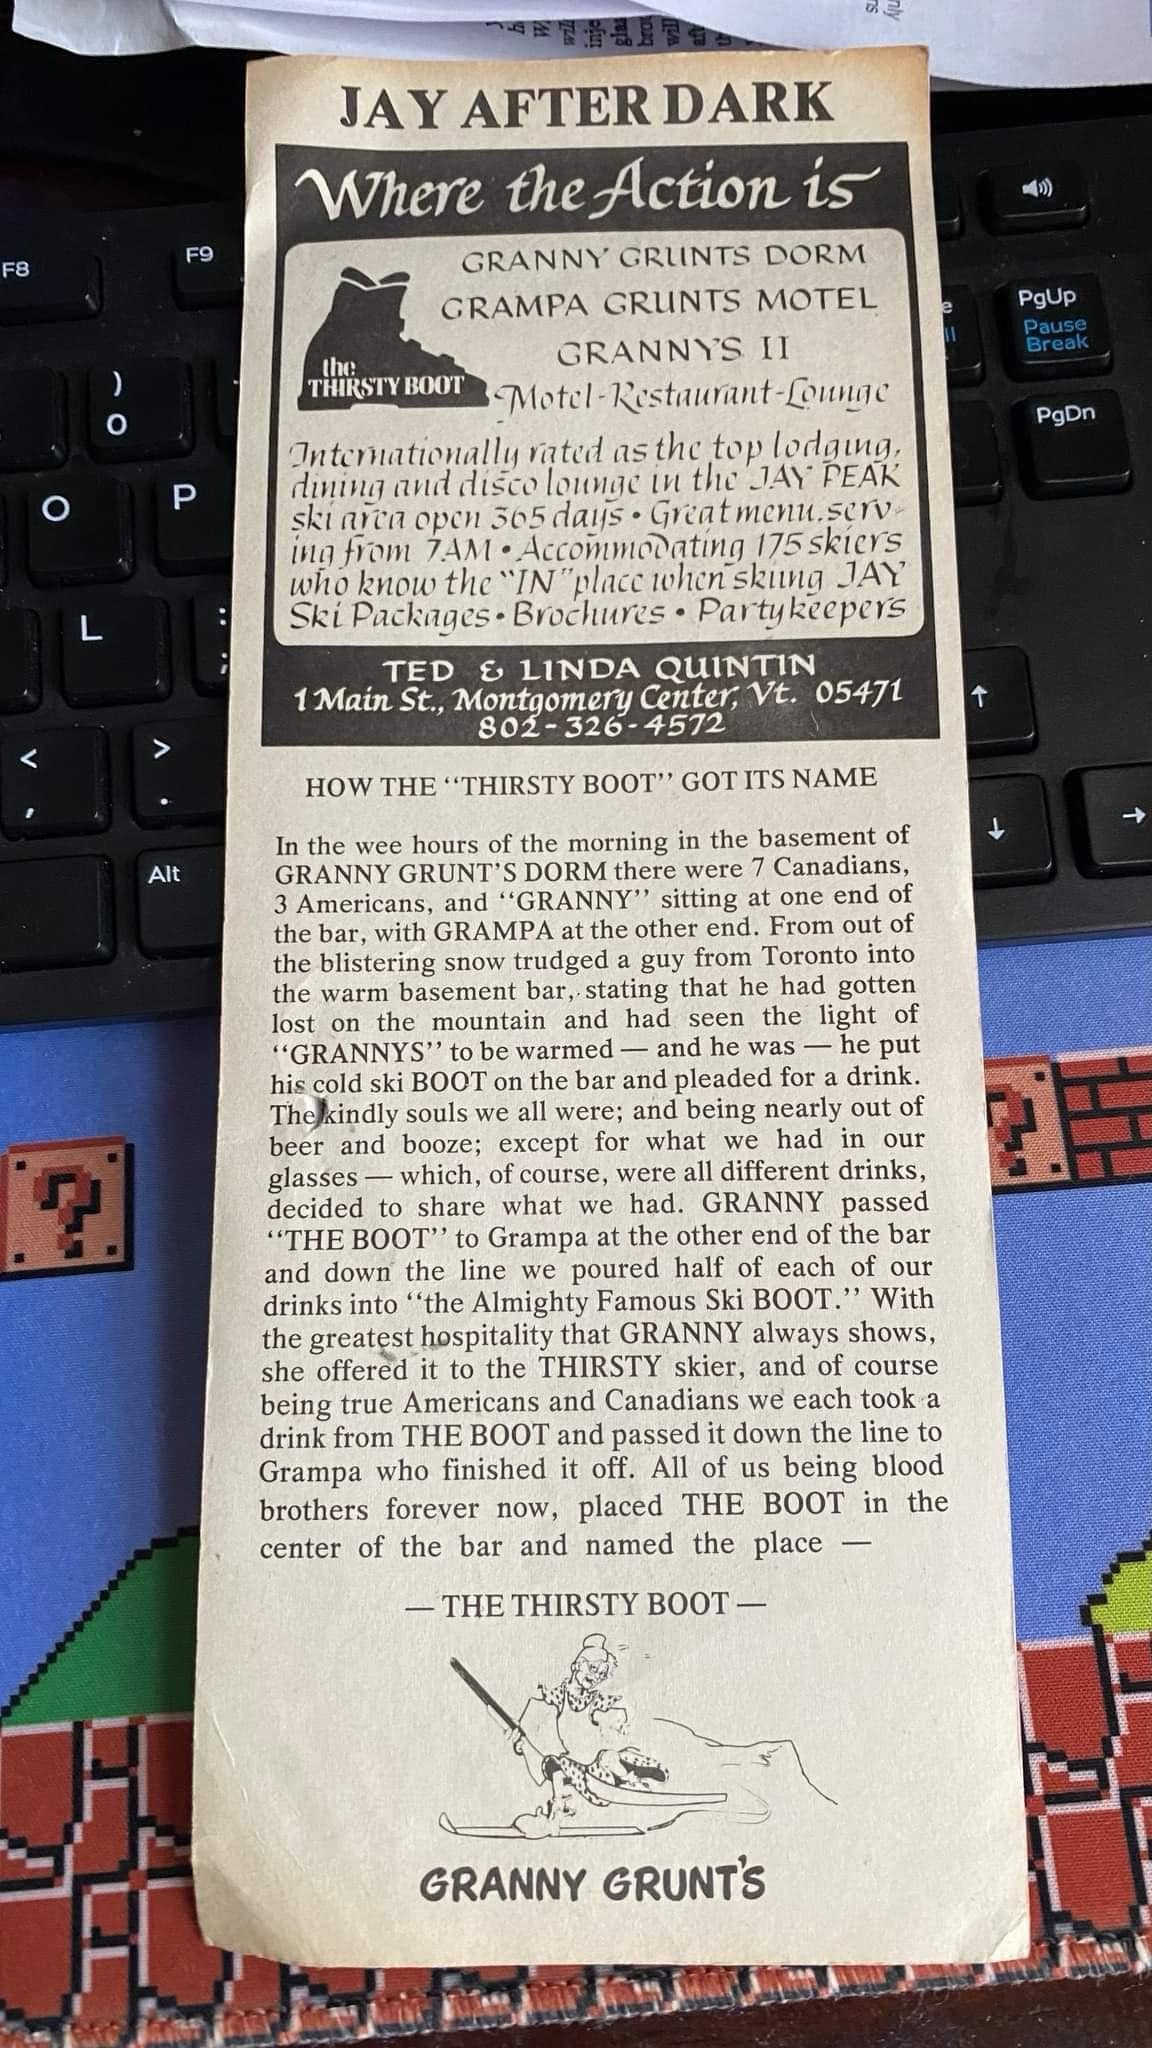 JAY AFTER DARK
Where the Action is
GRANNY GRUNTS DORM
GRAMPA GRUNTS MOTEL
GRANNYS II
Motel-Restaurant-Lounge
the
THIRSTY BOOT
Internationally rated as the top lodging,
dining and disco lounge in the JAY PEAK
ski area open 365 days • Great menu. serv-
ing from 7AM • Accommodating 175 skiers
who know the "IN" place when skiing JAY
Ski Packages • Brochures • Partykeepers
TED & LINDA QUINTIN
1 Main St., Montgomery Center, Vt. 05471
802-326-4572
HOW THE "THIRSTY BOOT" GOT ITS NAME
In the wee hours of the morning in the basement of
GRANNY GRUNT'S DORM there were 7 Canadians,
3 Americans, and "GRANNY" sitting at one end of
the bar, with GRAMPA at the other end. From out of
the blistering snow trudged a guy from Toronto into
the warm basement bar, stating that he had gotten
lost on the mountain and had seen the light of
"GRANNYS" to be warmed — and he was — he put
his cold ski BOOT on the bar and pleaded for a drink.
The kindly souls we all were; and being nearly out of
beer and booze; except for what we had in our
glasses — which, of course, were all different drinks,
decided to share what we had. GRANNY passed
"THE BOOT" to Grampa at the other end of the bar
and down the line we poured half of each of our
drinks into "the Almighty Famous Ski BOOT." With
the greatest hospitality that GRANNY always shows,
she offered it to the THIRSTY skier, and of course
being true Americans and Canadians we each took a
drink from THE BOOT and passed it down the line to
Grampa who finished it off. All of us being blood
brothers forever now, placed THE BOOT in the
center of the bar and named the place —
— THE THIRSTY BOOT —
GRANNY GRUNT'S
F8
F9
)
0
O
P
L
:
;
<
,
>
.
Alt
PgUp
Pause
Break
PgDn